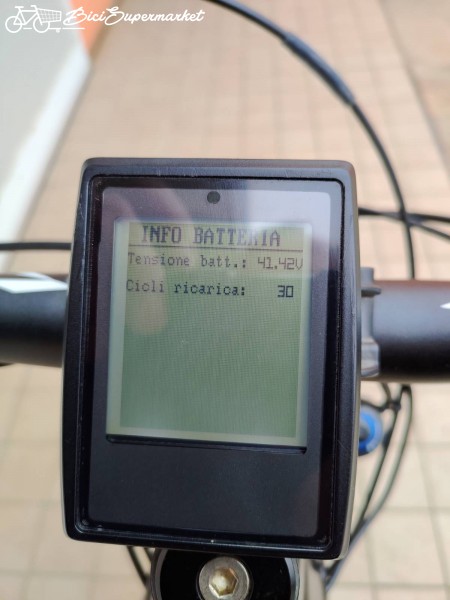 BiciSupermarket
INFO BATTERIA
Tensione batt.: 41.42V
Cicli ricarica: 30